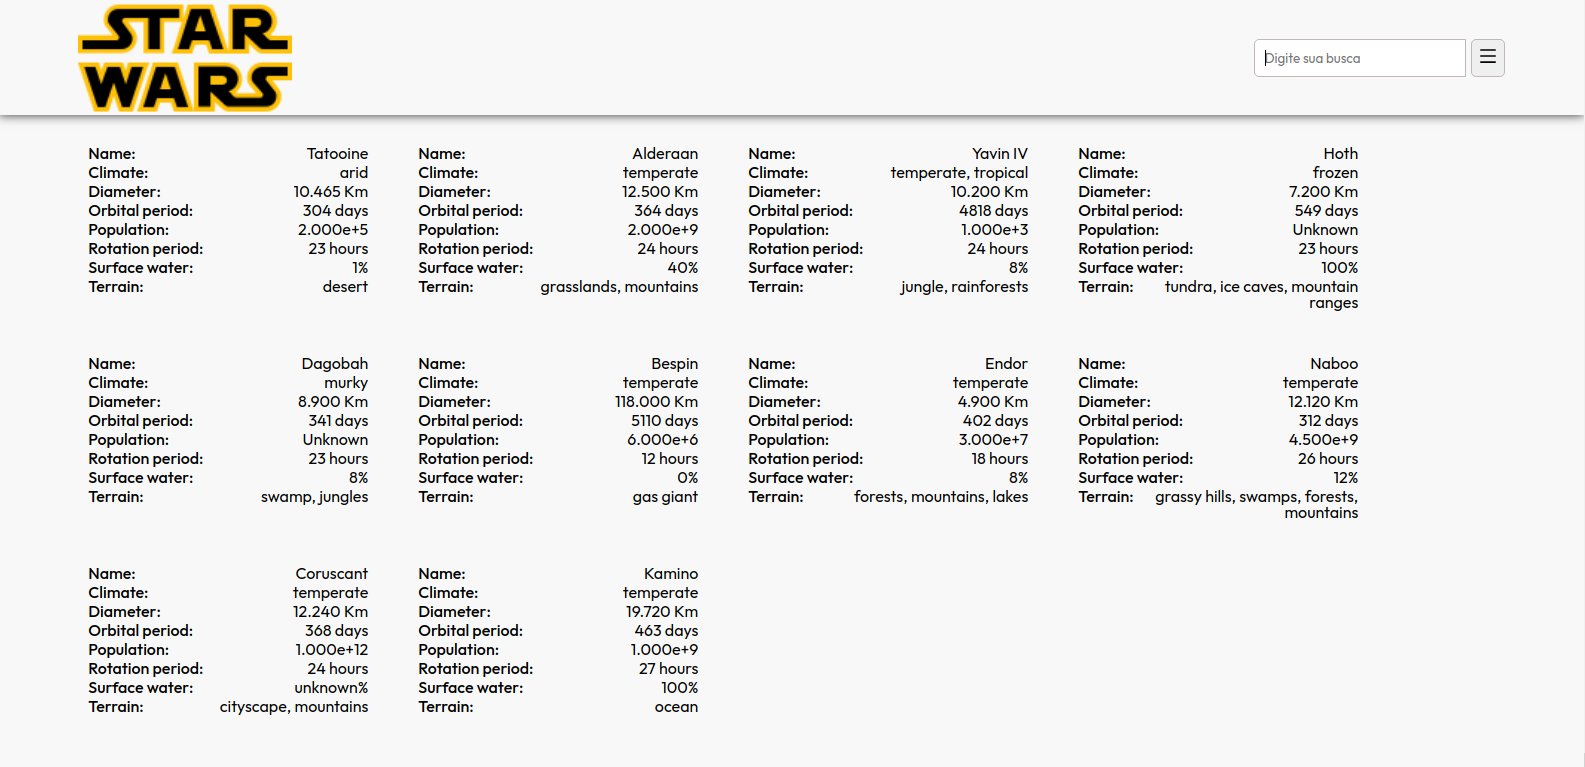 STAR
WARS
Digite sua busca
Name: Tatooine
Climate: arid
Diameter: 10.465 Km
Orbital period: 304 days
Population: 2.000e+5
Rotation period: 23 hours
Surface water: 1%
Terrain: desert
Name: Alderaan
Climate: temperate
Diameter: 12.500 Km
Orbital period: 364 days
Population: 2.000e+9
Rotation period: 24 hours
Surface water: 40%
Terrain: grasslands, mountains
Name: Yavin IV
Climate: temperate, tropical
Diameter: 10.200 Km
Orbital period: 4818 days
Population: 1.000e+3
Rotation period: 24 hours
Surface water: 8%
Terrain: jungle, rainforests
Name: Hoth
Climate: frozen
Diameter: 7.200 Km
Orbital period: 549 days
Population: Unknown
Rotation period: 23 hours
Surface water: 100%
Terrain: tundra, ice caves, mountain
ranges
Name: Dagobah
Climate: murky
Diameter: 8.900 Km
Orbital period: 341 days
Population: Unknown
Rotation period: 23 hours
Surface water: 8%
Terrain: swamp, jungles
Name: Bespin
Climate: temperate
Diameter: 118.000 Km
Orbital period: 5110 days
Population: 6.000e+6
Rotation period: 12 hours
Surface water: 0%
Terrain: gas giant
Name: Endor
Climate: temperate
Diameter: 4.900 Km
Orbital period: 402 days
Population: 3.000e+7
Rotation period: 18 hours
Surface water: 8%
Terrain: forests, mountains, lakes
Name: Naboo
Climate: temperate
Diameter: 12.120 Km
Orbital period: 312 days
Population: 4.500e+9
Rotation period: 26 hours
Surface water: 12%
Terrain: grassy hills, swamps, forests,
mountains
Name: Coruscant
Climate: temperate
Diameter: 12.240 Km
Orbital period: 368 days
Population: 1.000e+12
Rotation period: 24 hours
Surface water: unknown%
Terrain: cityscape, mountains
Name: Kamino
Climate: temperate
Diameter: 19.720 Km
Orbital period: 463 days
Population: 1.000e+9
Rotation period: 27 hours
Surface water: 100%
Terrain: ocean